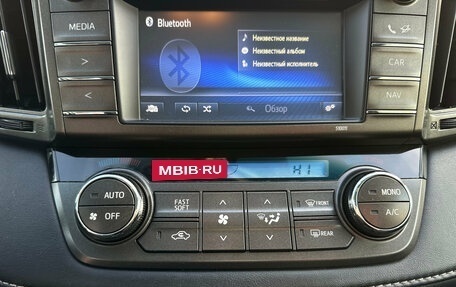 Bluetooth
MEDIA
Неизвестное название
Неизвестный альбом
Неизвестный исполнитель
>
CAR
<
NAV
Обзор
510011
MBIB.RU
HI
AUTO
OFF
FAST
SOFT
FRONT
REAR
MONO
A/C